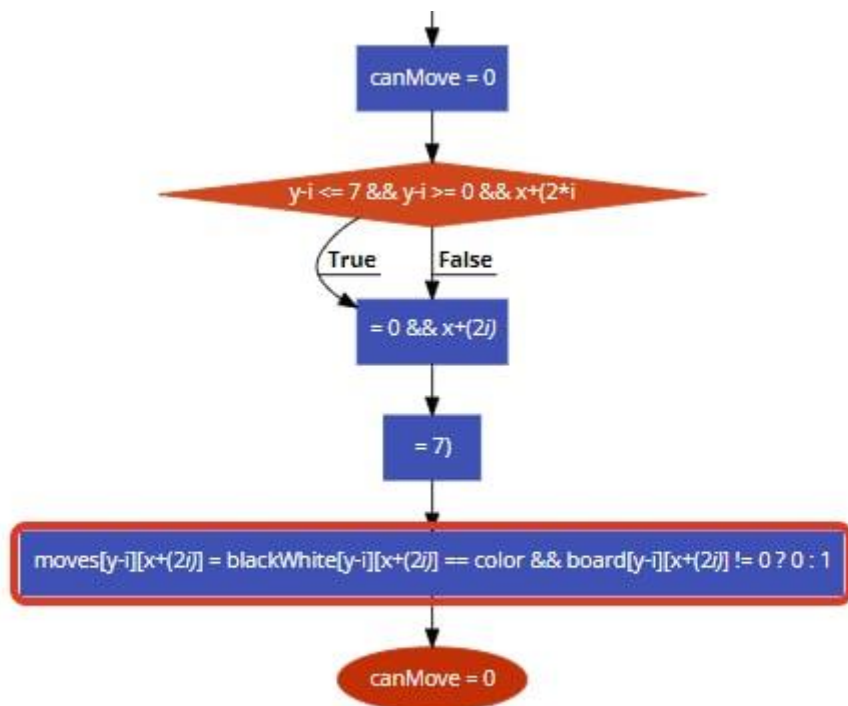 canMove = 0
y-i <= 7 && y-i >= 0 && x+(2*i
True
False
= 0 && x+(2i)
= 7)
moves[y-i][x+(2i)] = blackWhite[y-i][x+(2i)] == color && board[y-i][x+(2i)] != 0 ? 0 : 1
canMove = 0